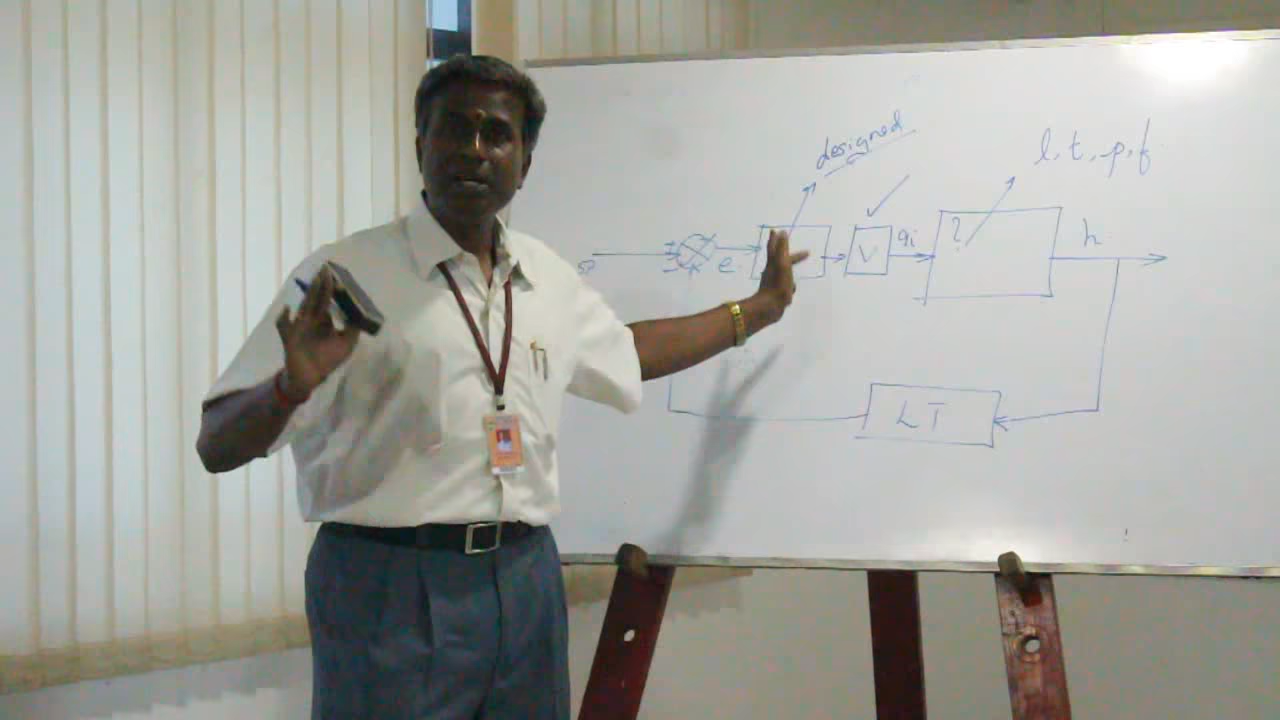 designed
l, t, p, f
SP
e
V
qi
?
h
LT